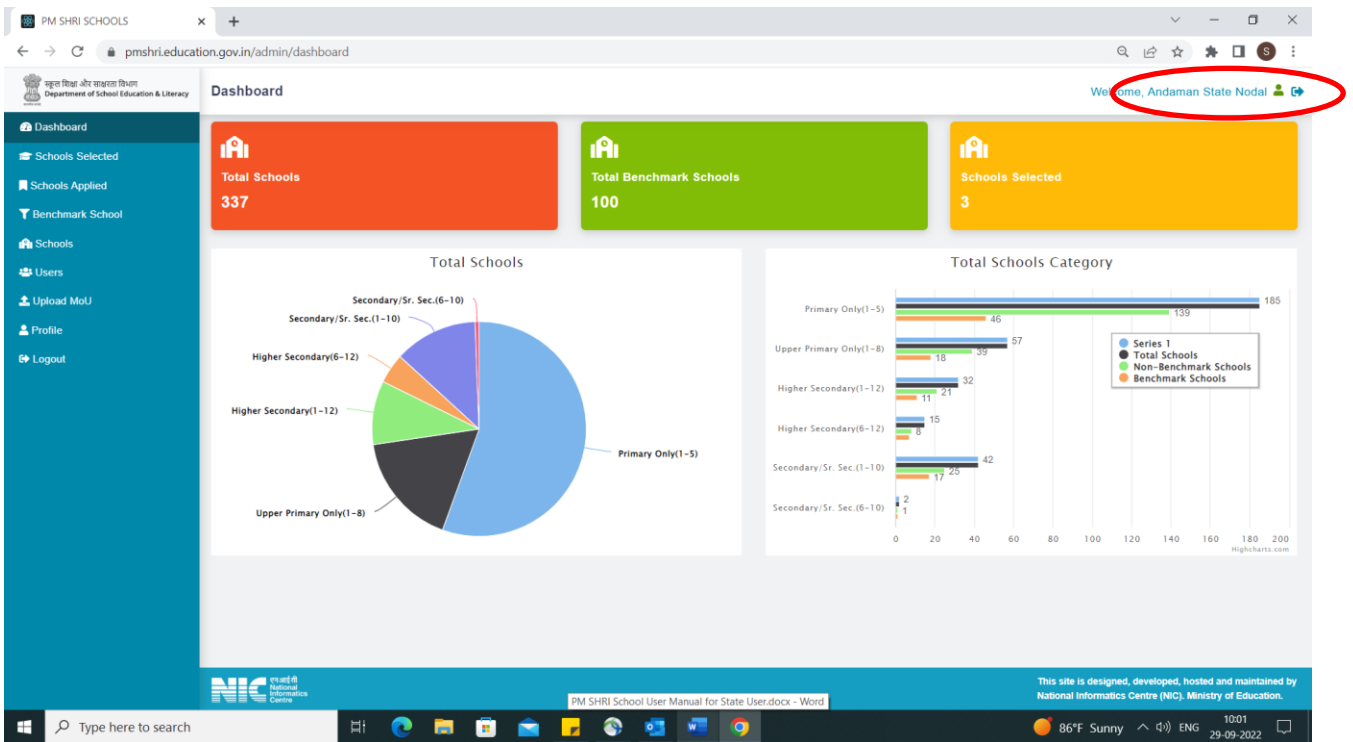 PM SHRI SCHOOLS
pmshri.education.gov.in/admin/dashboard
S
स्कूल शिक्षा और साक्षरता विभाग
Department of School Education & Literacy
Dashboard
Welcome, Andaman State Nodal
Dashboard
Schools Selected
Schools Applied
Benchmark School
Schools
Users
Upload MoU
Profile
Logout
Total Schools
337
Total Benchmark Schools
100
Schools Selected
3
Total Schools
Secondary/Sr. Sec.(6-10)
Secondary/Sr. Sec.(1-10)
Higher Secondary(6-12)
Higher Secondary(1-12)
Upper Primary Only(1-8)
Primary Only(1-5)
Total Schools Category
Primary Only(1-5)
185
139
46
Upper Primary Only(1-8)
57
39
18
Higher Secondary(1-12)
32
21
11
Higher Secondary(6-12)
15
8
Secondary/Sr. Sec.(1-10)
42
25
17
Secondary/Sr. Sec.(6-10)
2
1
Series 1
Total Schools
Non-Benchmark Schools
Benchmark Schools
0 20 40 60 80 100 120 140 160 180 200
Highcharts.com
NIC
एन आई सी
National
Informatics
Centre
PM SHRI School User Manual for State User.docx - Word
This site is designed, developed, hosted and maintained by
National Informatics Centre (NIC). Ministry of Education.
Type here to search
86°F Sunny
ENG
10:01
29-09-2022